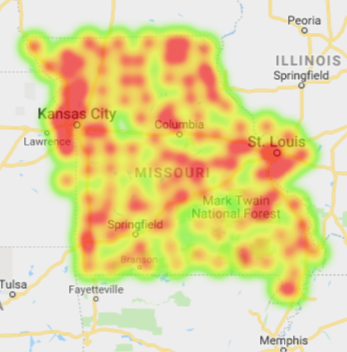 Peoria
ILLINOIS
Springfield
Kansas City
Columbia
St. Louis
Lawrence
MISSOURI
Mark Twain
National Forest
Springfield
Branson
Tulsa
Fayetteville
Memphis